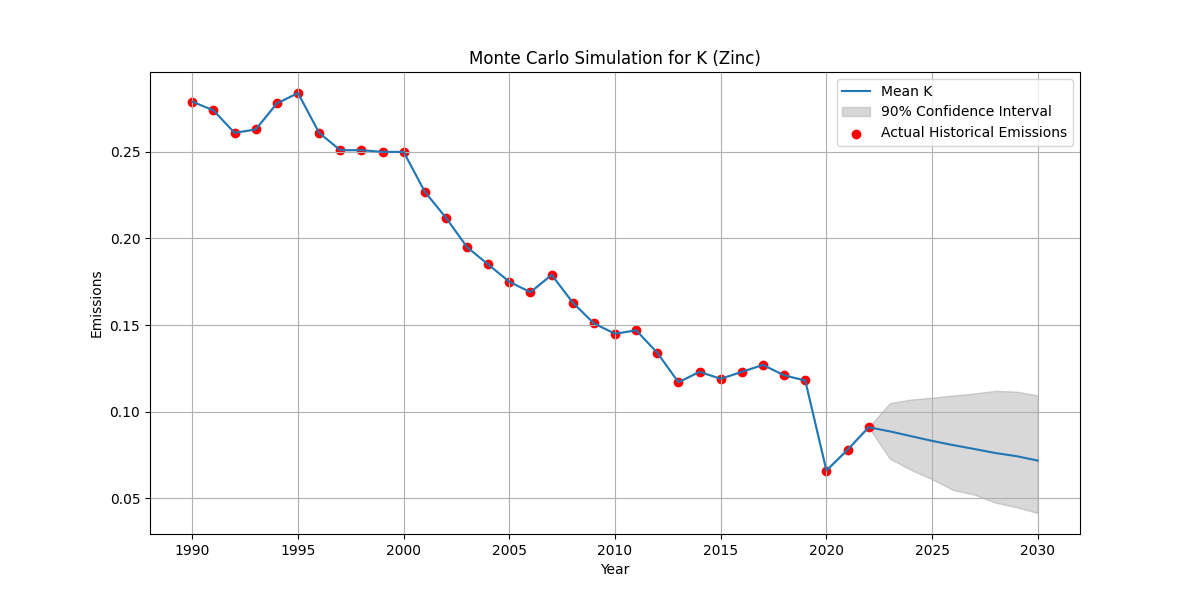 Monte Carlo Simulation for K (Zinc)
Mean K
90% Confidence Interval
Actual Historical Emissions
Emissions
0.25
0.20
0.15
0.10
0.05
1990 1995 2000 2005 2010 2015 2020 2025 2030
Year